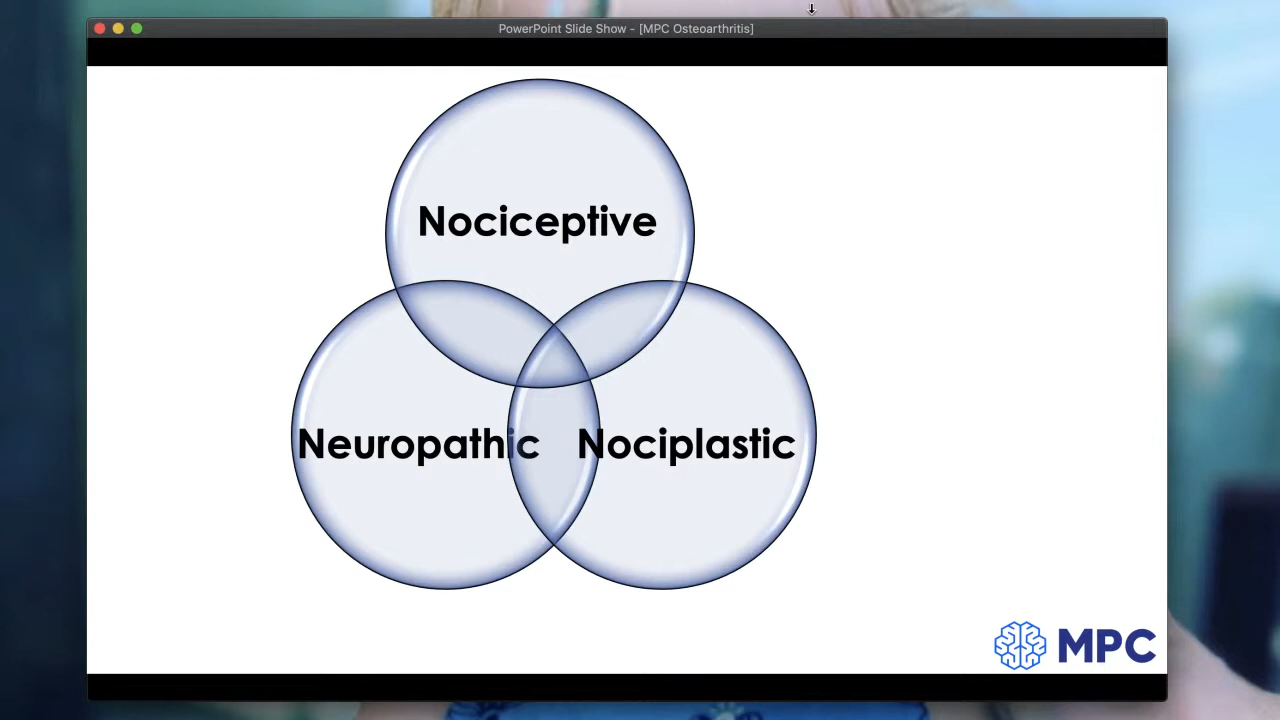 PowerPoint Slide Show - [MPC Osteoarthritis]
Nociceptive
Neuropathic
Nociplastic
MPC